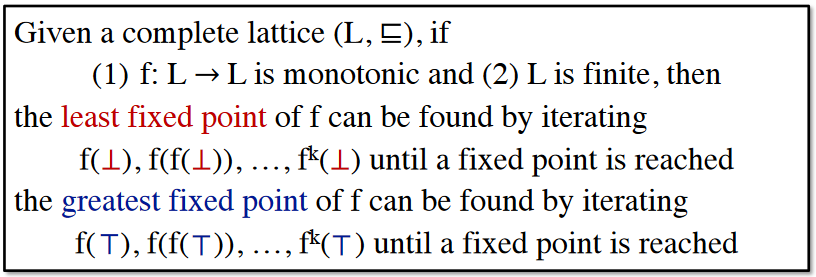 Given a complete lattice (L, ⊑), if
(1) f: L → L is monotonic and (2) L is finite, then
the least fixed point of f can be found by iterating
f(⊥), f(f(⊥)), …, fᵏ(⊥) until a fixed point is reached
the greatest fixed point of f can be found by iterating
f(⊤), f(f(⊤)), …, fᵏ(⊤) until a fixed point is reached